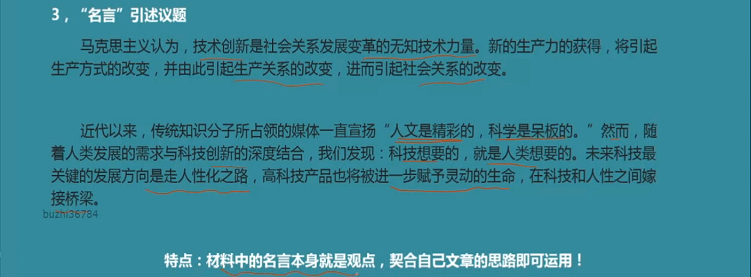 3，“名言”引述议题
马克思主义认为，技术创新是社会关系发展变革的无知技术力量。新的生产力的获得，将引起
生产方式的改变，并由此引起生产关系的改变，进而引起社会关系的改变。
近代以来，传统知识分子所占领的媒体一直宣扬“人文是精彩的，科学是呆板的。”然而，随
着人类发展的需求与科技创新的深度结合，我们发现：科技想要的，就是人类想要的。未来科技最
关键的发展方向是走人性化之路，高科技产品也将被进一步赋予灵动的生命，在科技和人性之间嫁
接桥梁。
buzhi36784
特点：材料中的名言本身就是观点，契合自己文章的思路即可运用！